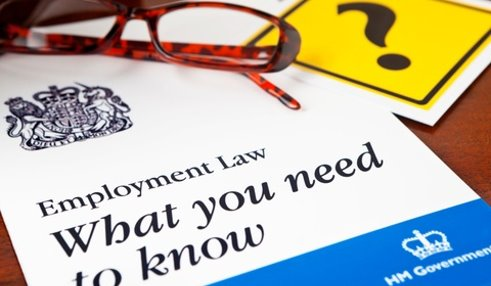 ?
Employment Law
What you need
to know
HM Government